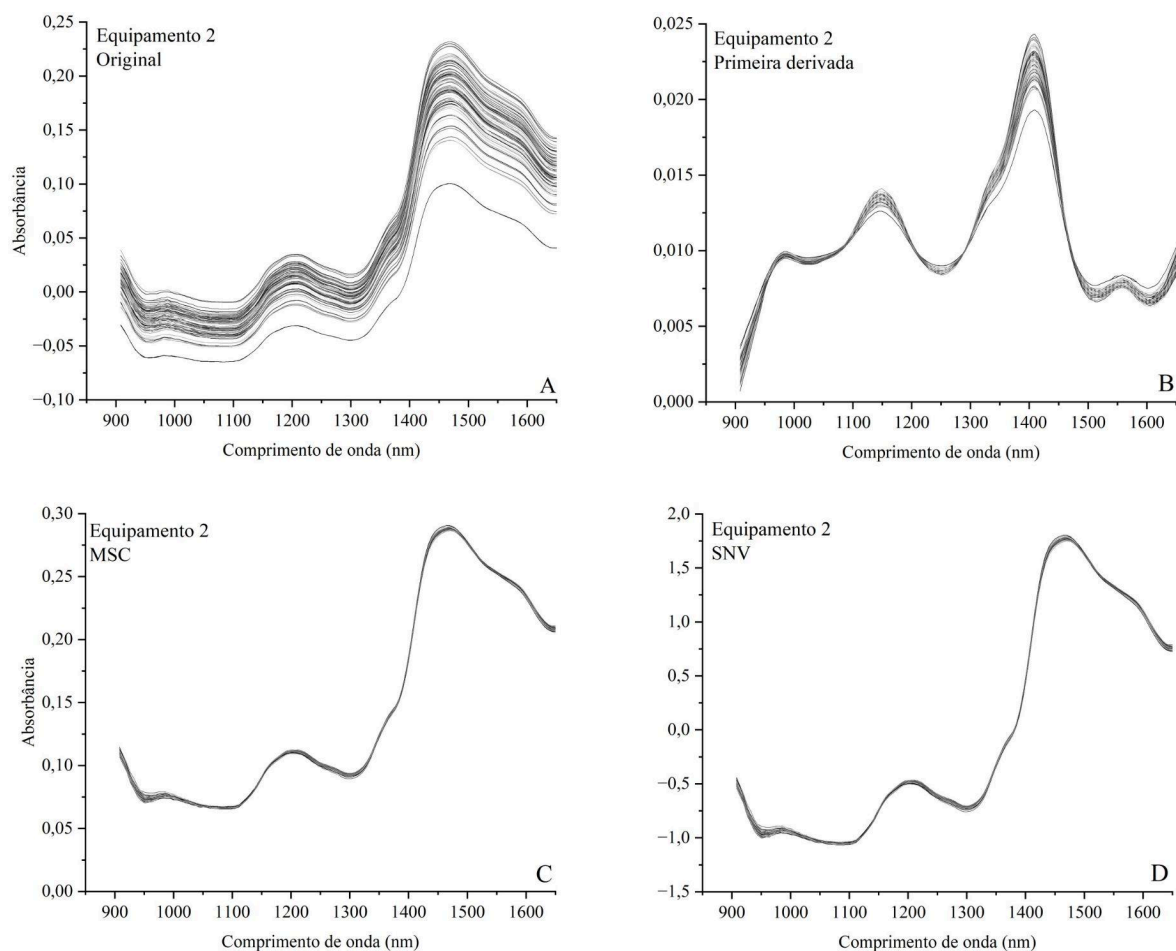 Equipamento 2
Original
0,25
0,20
0,15
0,10
0,05
0,00
−0,05
−0,10
Absorbância
900 1000 1100 1200 1300 1400 1500 1600
Comprimento de onda (nm)
A
Equipamento 2
Primeira derivada
0,025
0,020
0,015
0,010
0,005
0,000
900 1000 1100 1200 1300 1400 1500 1600
Comprimento de onda (nm)
B
Equipamento 2
MSC
0,30
0,25
0,20
0,15
0,10
0,05
0,00
Absorbância
900 1000 1100 1200 1300 1400 1500 1600
Comprimento de onda (nm)
C
Equipamento 2
SNV
2,0
1,5
1,0
0,5
0,0
−0,5
−1,0
−1,5
900 1000 1100 1200 1300 1400 1500 1600
Comprimento de onda (nm)
D